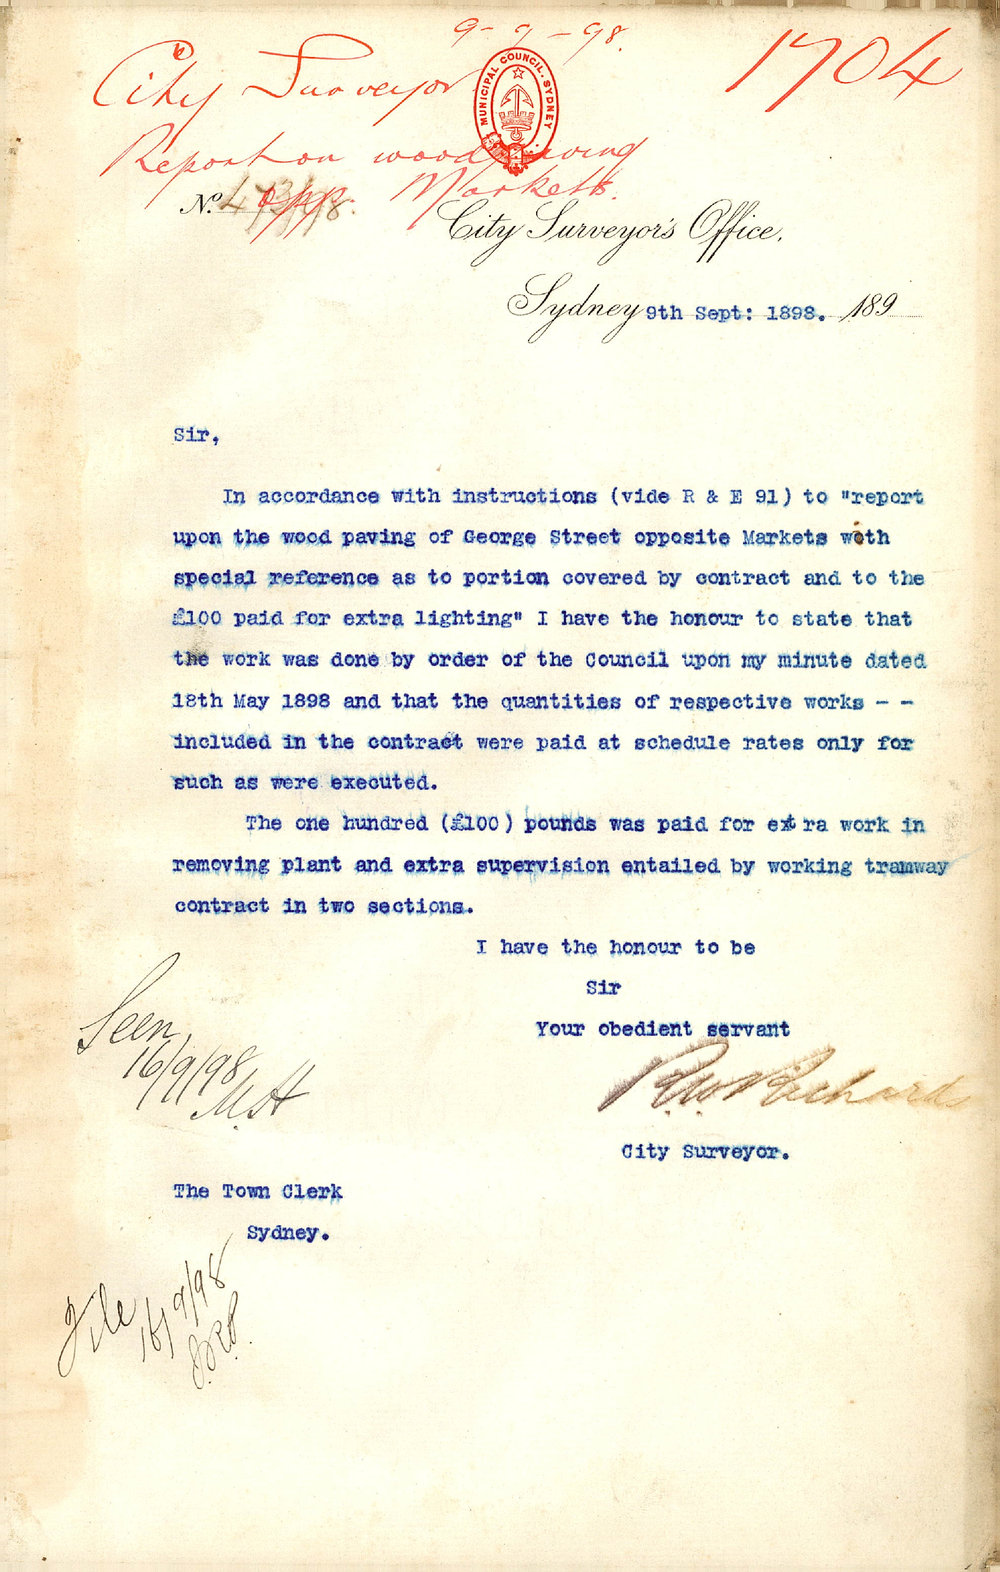 9-9-98.
1704
City Surveyor
MUNICIPAL COUNCIL. SYDNEY
Report on wood paving
opp. Markets.
No. 473/98.
City Surveyor's Office.
Sydney 9th Sept: 1898. 189
Sir,
In accordance with instructions (vide R & E 91) to "report
upon the wood paving of George Street opposite Markets with
special reference as to portion covered by contract and to the
£100 paid for extra lighting" I have the honour to state that
the work was done by order of the Council upon my minute dated
18th May 1898 and that the quantities of respective works - -
included in the contract were paid at schedule rates only for
such as were executed.
The one hundred (£100) pounds was paid for extra work in
removing plant and extra supervision entailed by working tramway
contract in two sections.
I have the honour to be
Sir
Your obedient servant
R.W. Richards
City Surveyor.
Seen
16/9/98
M.H
The Town Clerk
Sydney.
File
16/9/98